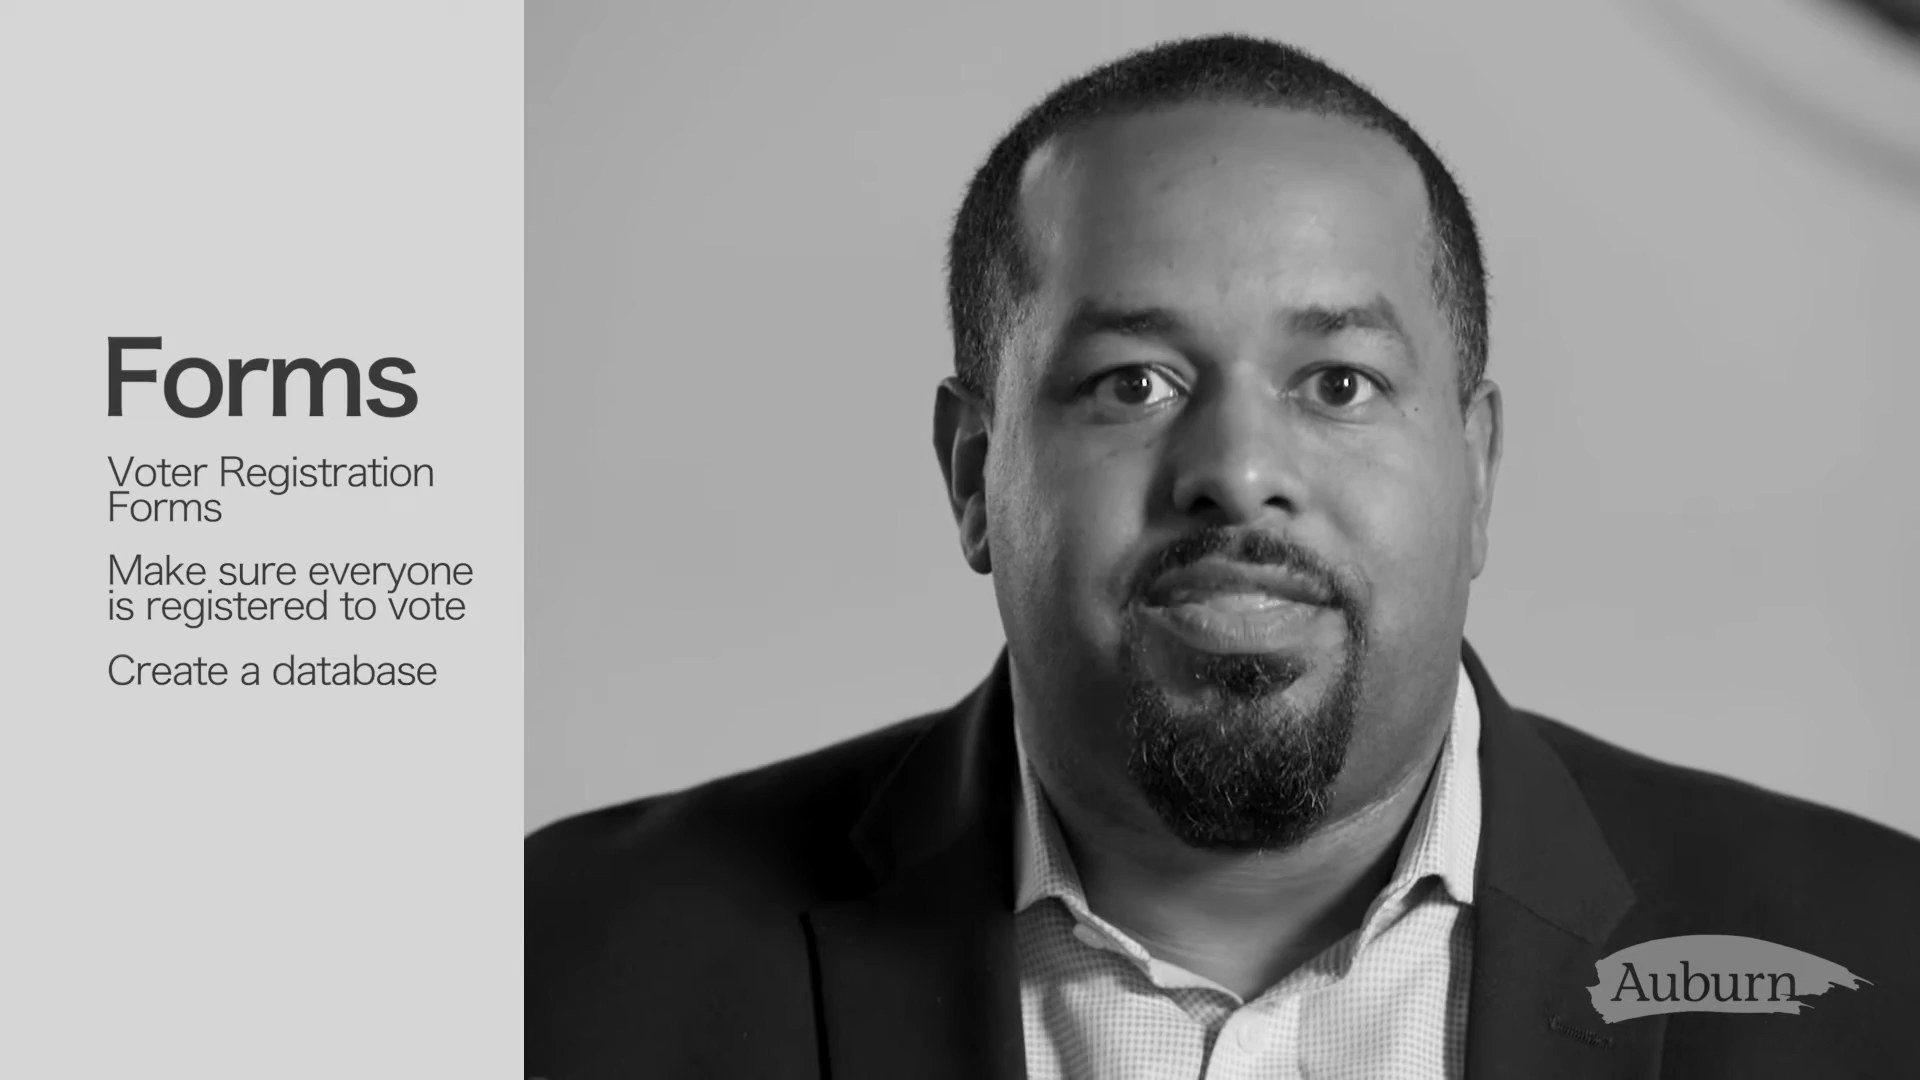 Forms
Voter Registration
Forms
Make sure everyone
is registered to vote
Create a database
Auburn